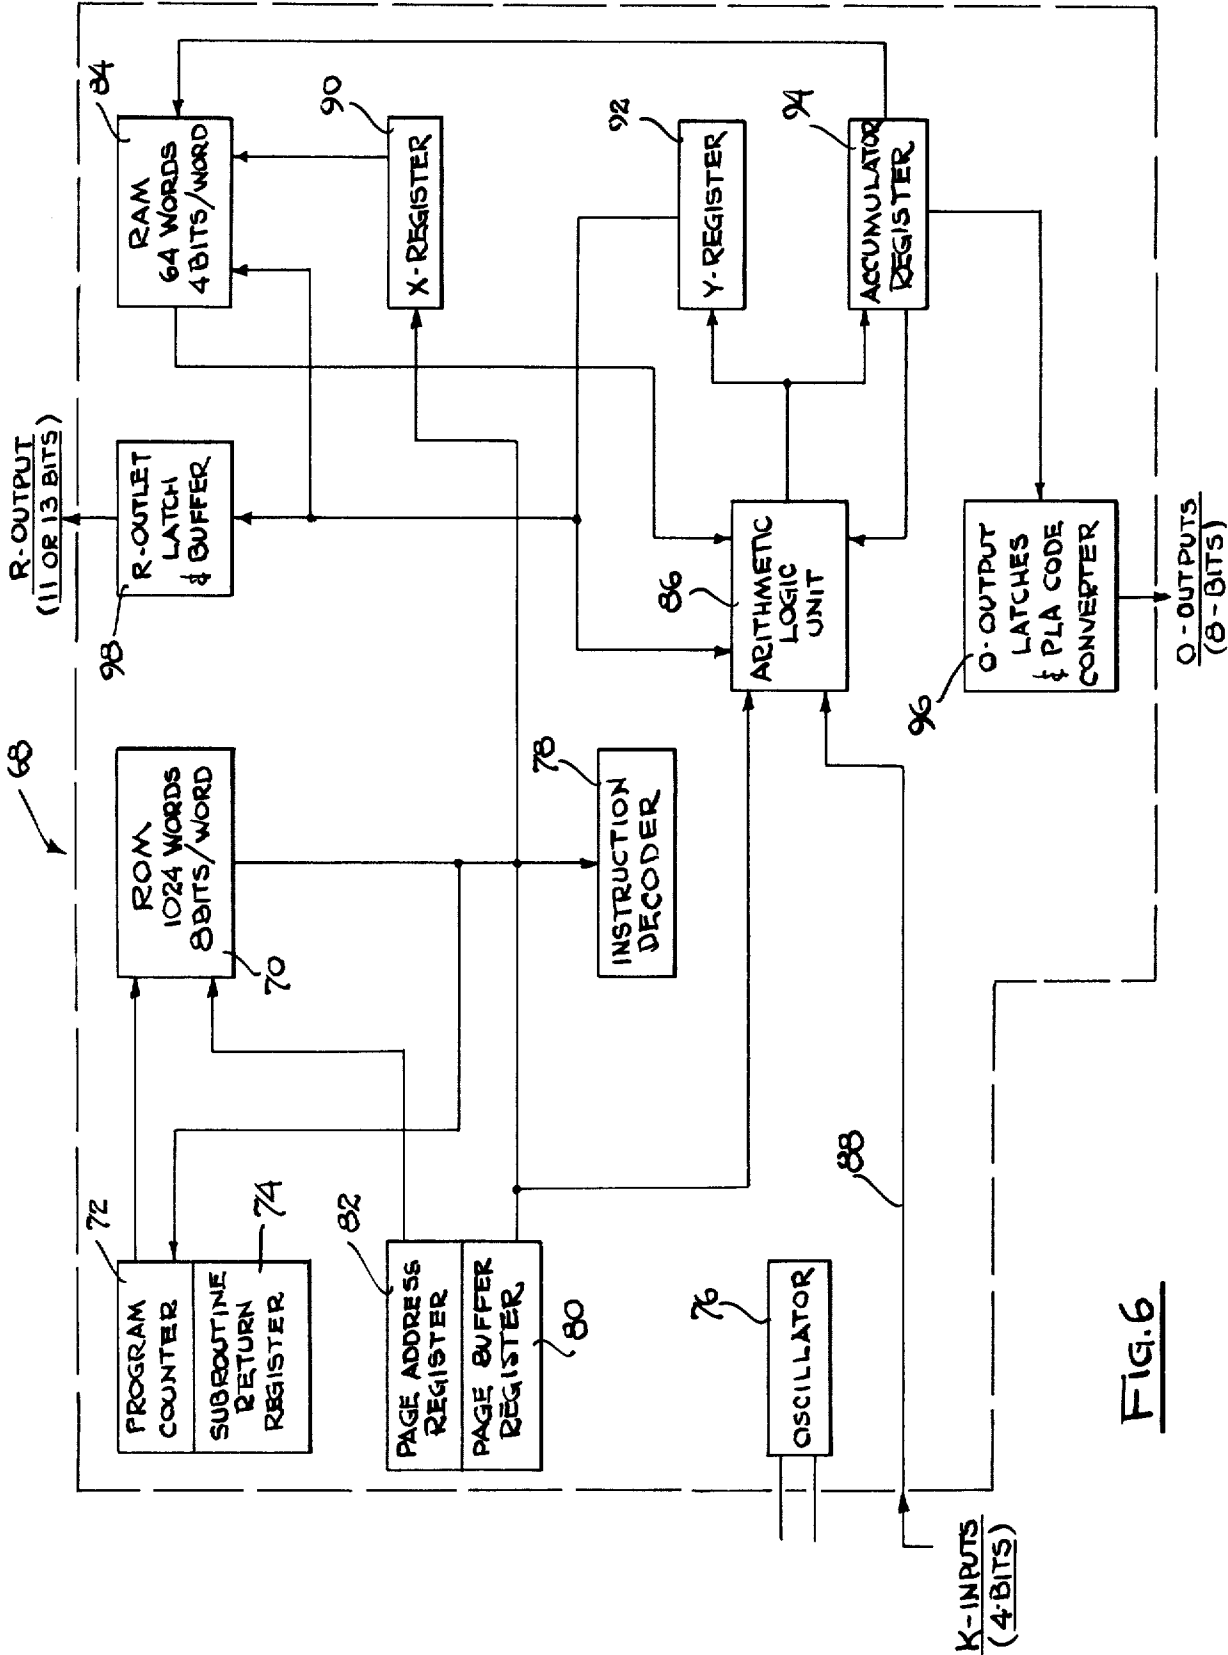 68
R-OUTPUT
(11 OR 13 BITS)
72
PROGRAM
COUNTER
SUBROUTINE
RETURN
REGISTER
74
ROM
1024 WORDS
8 BITS/WORD
70
98
R-OUTLET
LATCH
& BUFFER
RAM
64 WORDS
4 BITS/WORD
84
82
PAGE ADDRESS
REGISTER
PAGE BUFFER
REGISTER
80
X-REGISTER
90
INSTRUCTION
DECODER
78
Y-REGISTER
92
76
OSCILLATOR
86
ARITHMETIC
LOGIC
UNIT
ACCUMULATOR
REGISTER
94
88
96
O-OUTPUT
LATCHES
& PLA CODE
CONVERTER
K-INPUTS
(4-BITS)
O-OUTPUTS
(8-BITS)
FIG.6